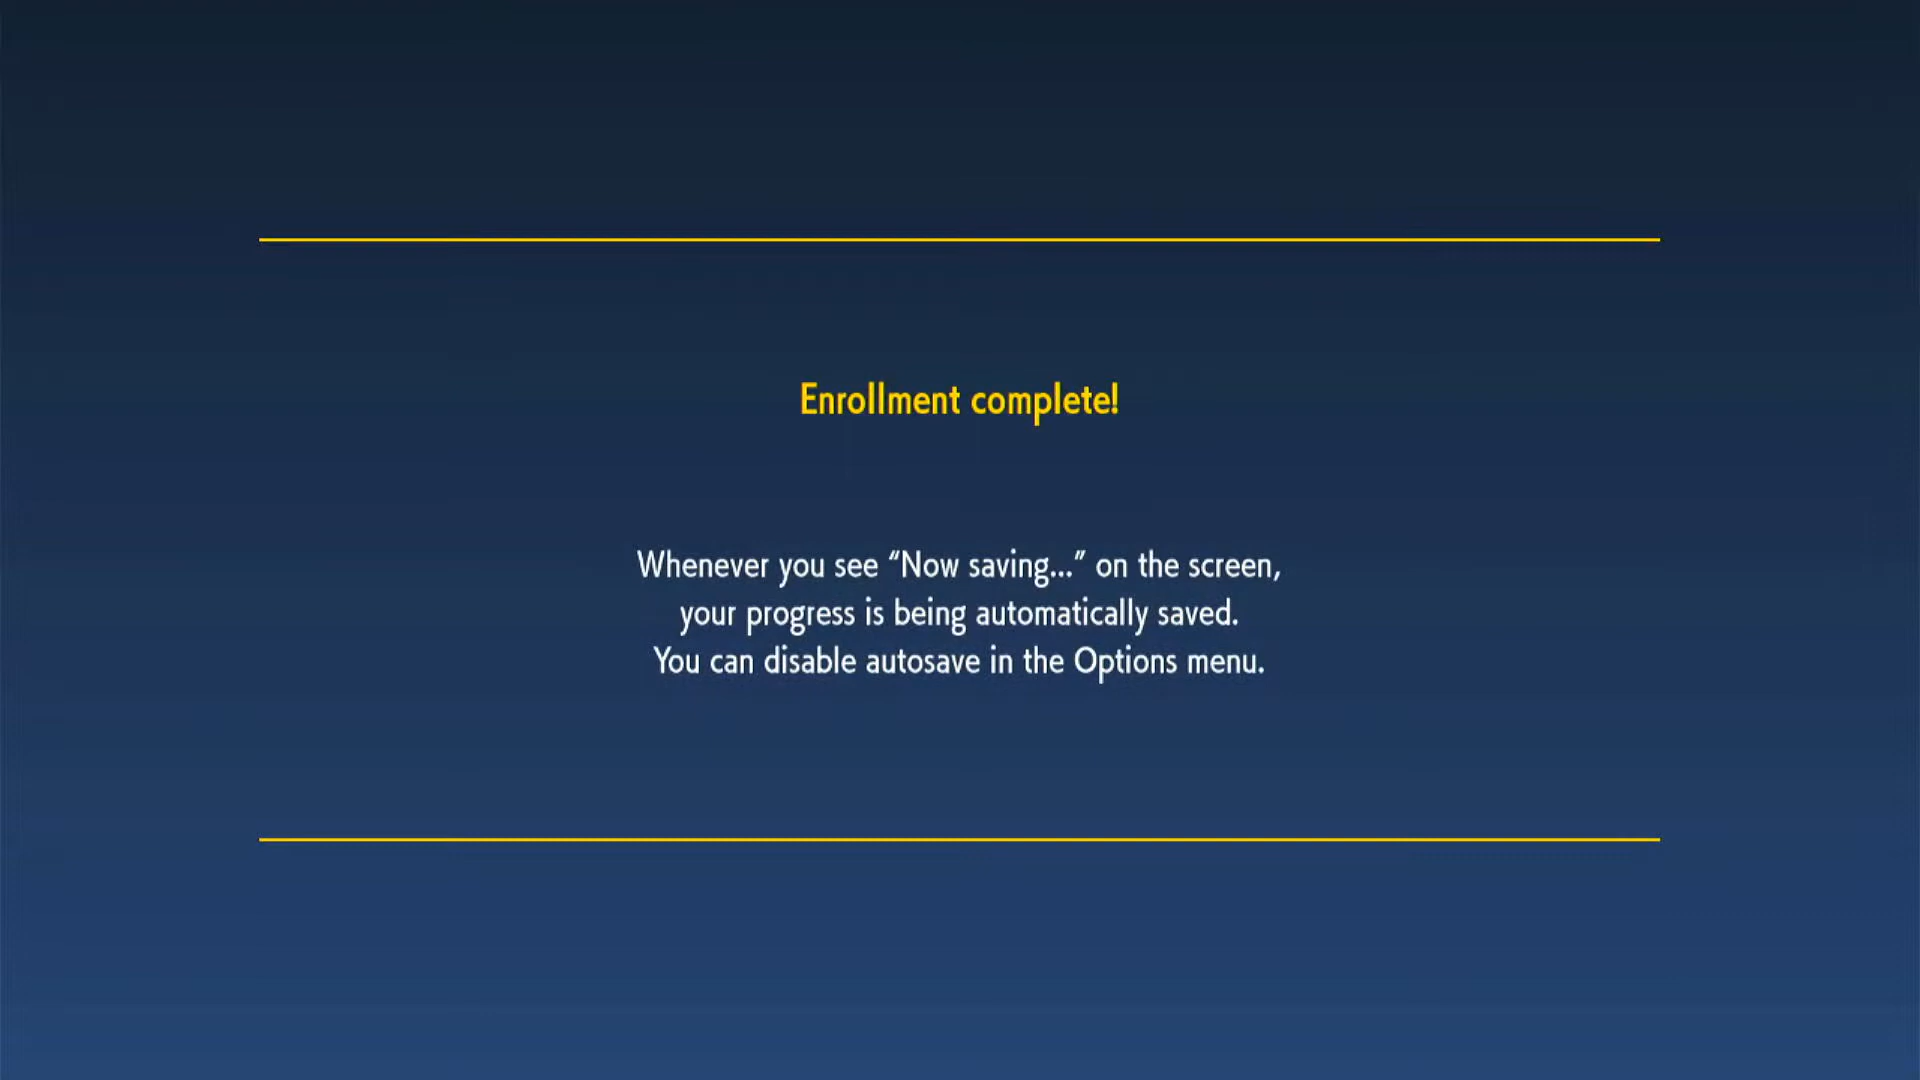 Enrollment complete!
Whenever you see “Now saving...” on the screen,
your progress is being automatically saved.
You can disable autosave in the Options menu.